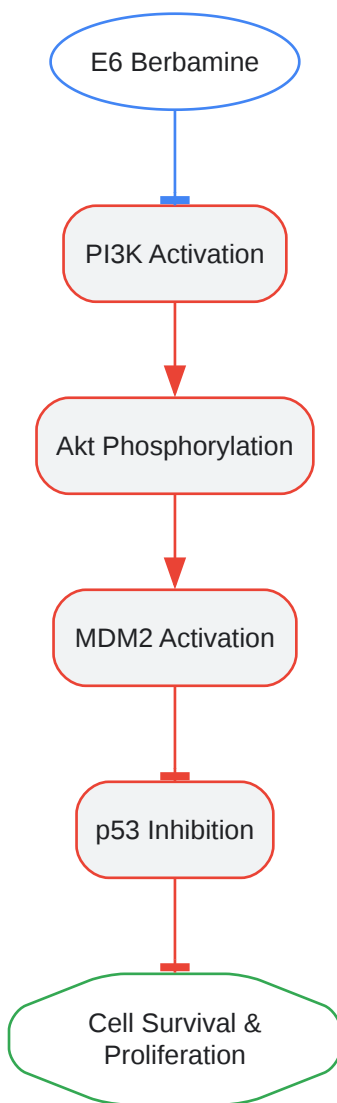 E6 Berbamine
PI3K Activation
Akt Phosphorylation
MDM2 Activation
p53 Inhibition
Cell Survival &
Proliferation